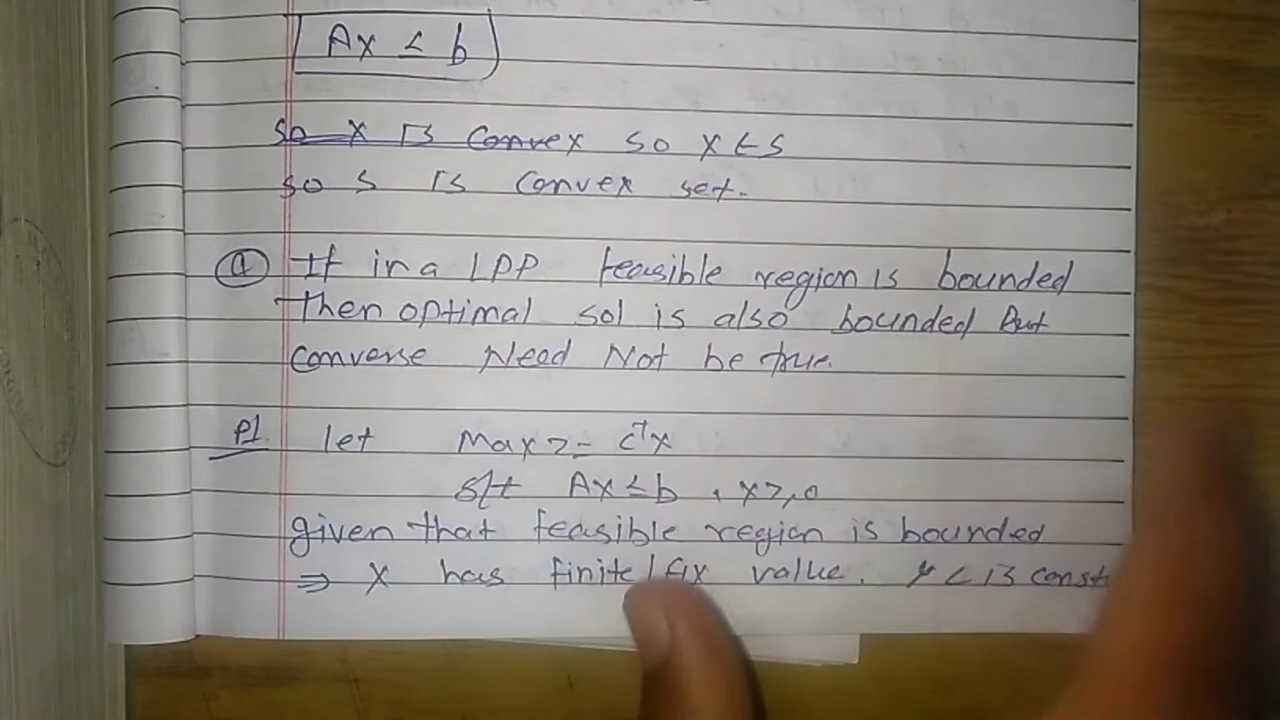 Ax ≤ b
so x is convex so x ∈ S
so S is convex set.
Q If in a LPP feasible region is bounded
Then optimal sol is also bounded But
converse Need Not be true.
Pf let Max z = cᵀx
s/t Ax ≤ b , x ≥ 0
given that feasible region is bounded
⇒ x has finite/fix value. & c is const